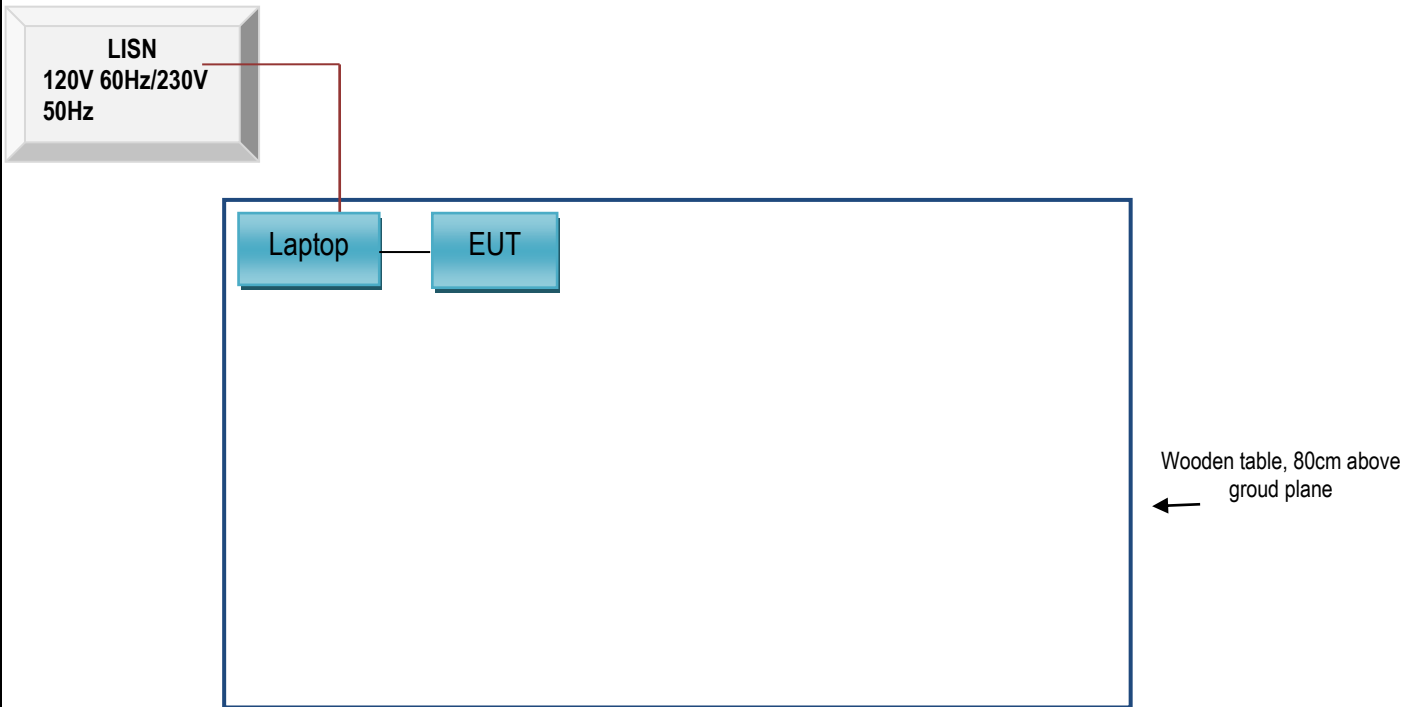 LISN
120V 60Hz/230V
50Hz
Laptop
EUT
Wooden table, 80cm above
groud plane